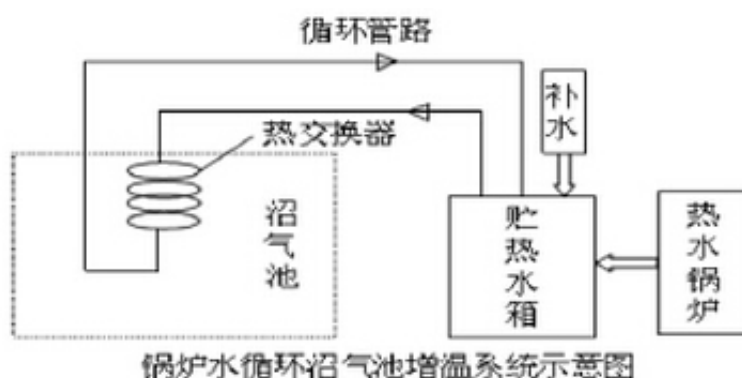 循环管路
补水
热交换器
沼气池
贮热水箱
热水锅炉
锅炉水循环沼气池增温系统示意图